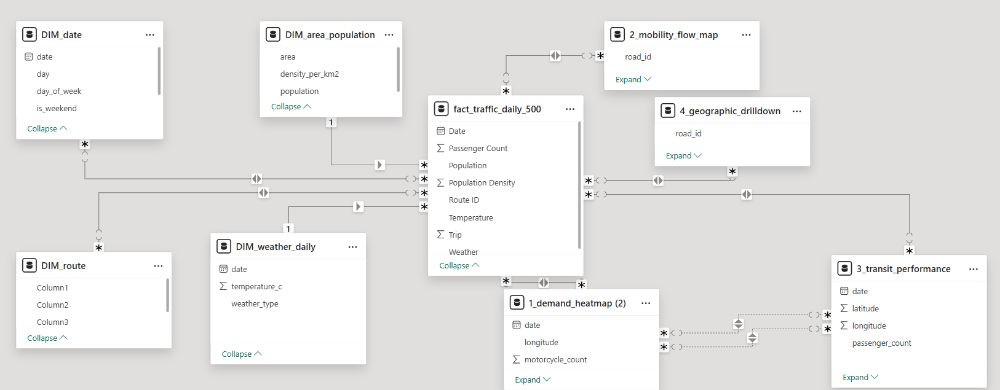 DIM_date
date
day
day_of_week
is_weekend
Collapse
*
DIM_area_population
area
density_per_km2
population
Collapse
1
2_mobility_flow_map
road_id
Expand
*
4_geographic_drilldown
road_id
Expand
*
*
fact_traffic_daily_500
Date
Passenger Count
Population
Population Density
Route ID
Temperature
Trip
Weather
Collapse
*
*
*
*
*
*
*
*
DIM_route
Column1
Column2
Column3
Collapse
*
1
DIM_weather_daily
date
temperature_c
weather_type
Collapse
*
1_demand_heatmap (2)
date
longitude
motorcycle_count
Expand
*
*
*
3_transit_performance
date
latitude
longitude
passenger_count
Expand
*
*